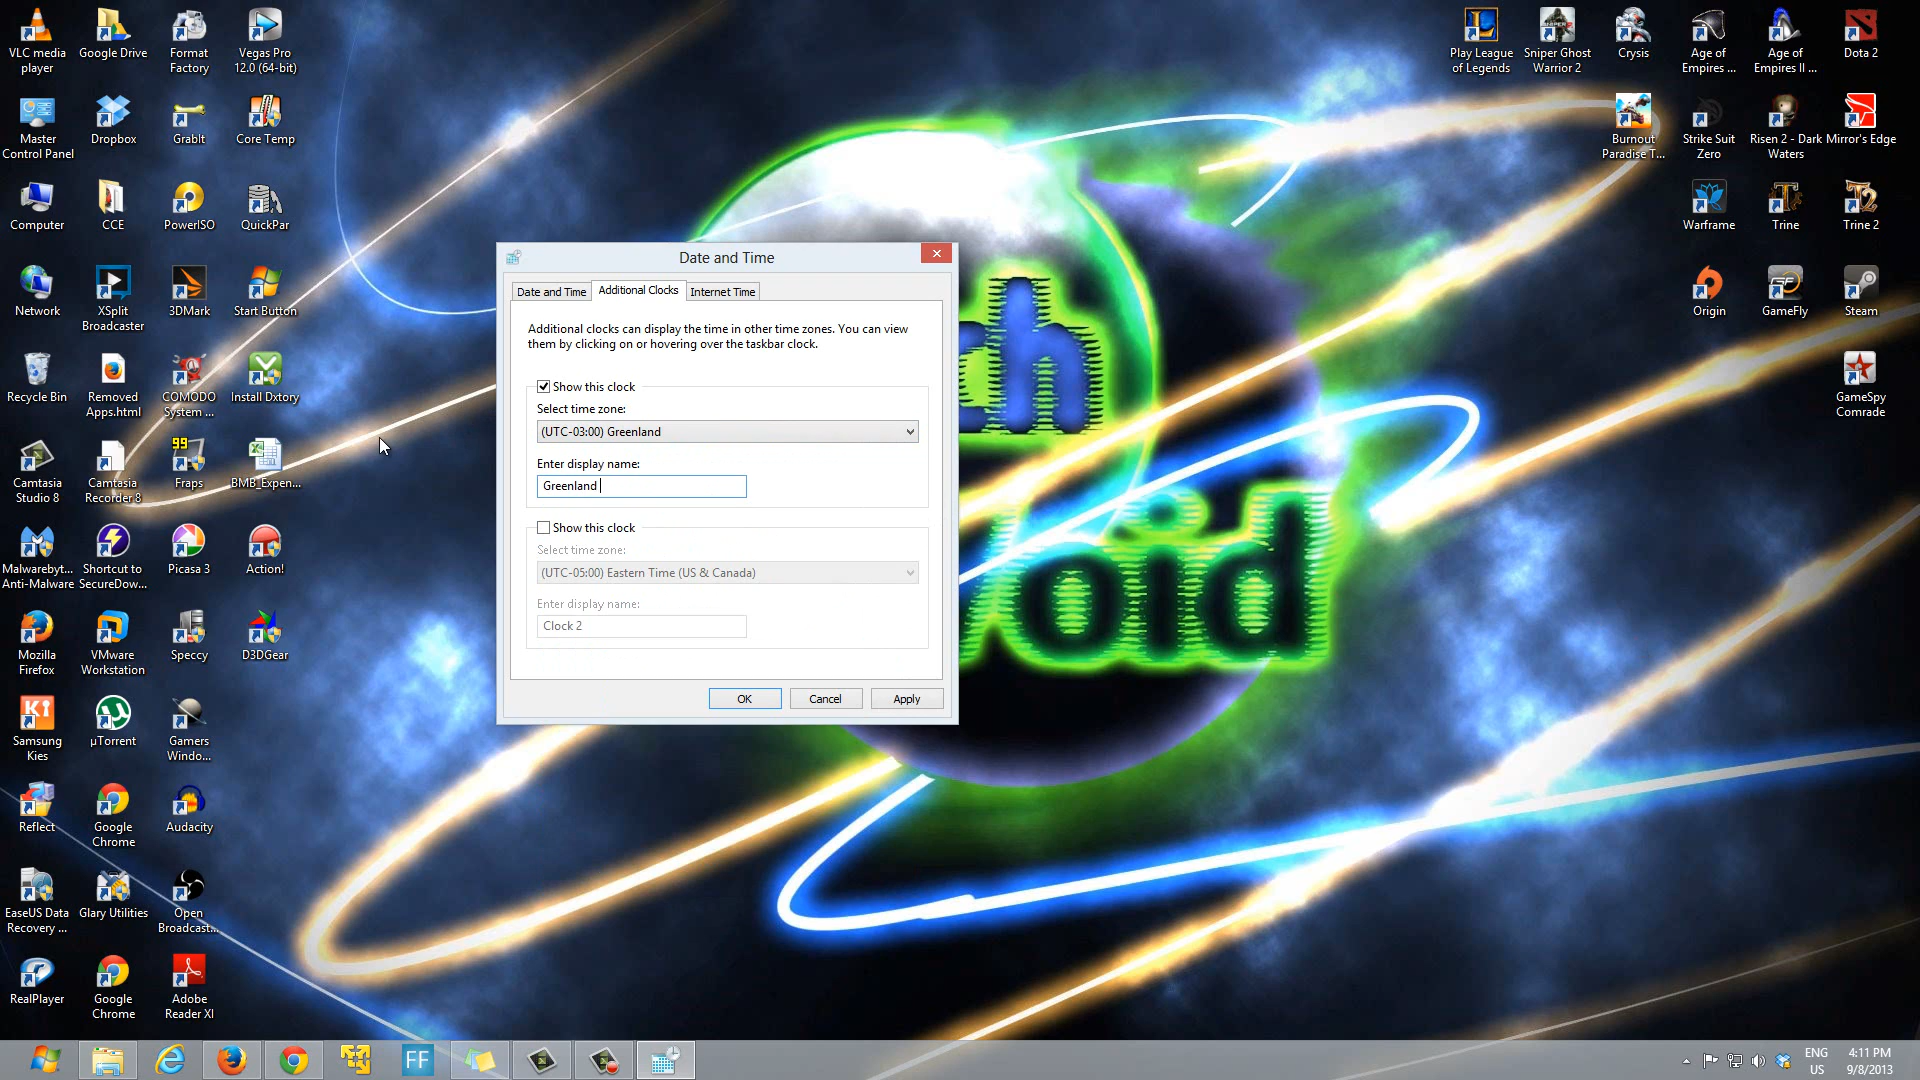 VLC media player
Google Drive
Format Factory
Vegas Pro 12.0 (64-bit)
Master Control Panel
Dropbox
GrabIt
Core Temp
Computer
CCE
PowerISO
QuickPar
Network
XSplit Broadcaster
3DMark
Start Button
Recycle Bin
Removed Apps.html
COMODO System ...
Install Dxtory
Camtasia Studio 8
Camtasia Recorder 8
99
Fraps
BMB_Expen...
Malwarebyt... Anti-Malware
Shortcut to SecureDow...
Picasa 3
Action!
Mozilla Firefox
VMware Workstation
Speccy
D3DGear
Samsung Kies
µTorrent
Gamers Windo...
Reflect
Google Chrome
Audacity
EaseUS Data Recovery ...
Glary Utilities
Open Broadcast...
RealPlayer
Google Chrome
Adobe Reader XI
Play League of Legends
Sniper Ghost Warrior 2
Crysis
Age of Empires ...
Age of Empires II ...
Dota 2
Burnout Paradise T...
Strike Suit Zero
Risen 2 - Dark Waters
Mirror's Edge
Warframe
Trine
Trine 2
Origin
GameFly
Steam
GameSpy Comrade
Date and Time
Date and Time
Additional Clocks
Internet Time
Additional clocks can display the time in other time zones. You can view
them by clicking on or hovering over the taskbar clock.
Show this clock
Select time zone:
(UTC-03:00) Greenland
Enter display name:
Greenland
Show this clock
Select time zone:
(UTC-05:00) Eastern Time (US & Canada)
Enter display name:
Clock 2
OK
Cancel
Apply
ch
oid
FF
ENG
US
4:11 PM
9/8/2013